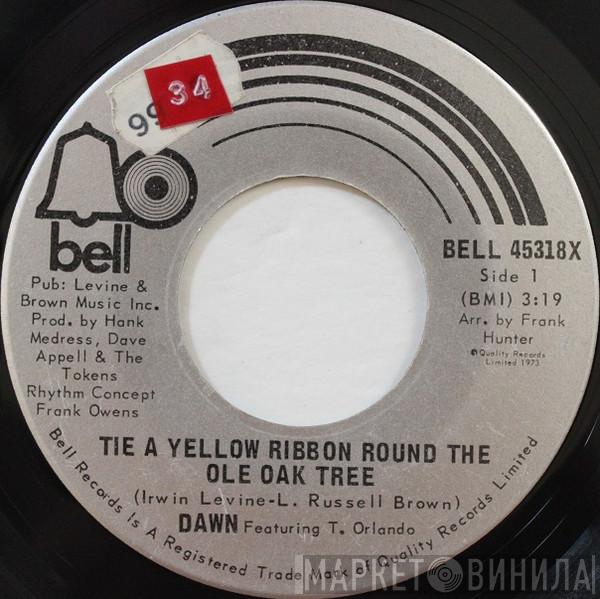 99
34
bell
Pub: Levine &
Brown Music Inc.
Prod. by Hank
Medress, Dave
Appell & The
Tokens
Rhythm Concept
Frank Owens
BELL 45318X
Side 1
(BMI) 3:19
Arr. by Frank
Hunter
℗Quality Records
Limited 1973
TIE A YELLOW RIBBON ROUND THE
OLE OAK TREE
(Irwin Levine-L. Russell Brown)
DAWN Featuring T. Orlando
Bell Records Is A Registered Trade Mark of Quality Records Limited
МАРКЕТ ВИНИЛА